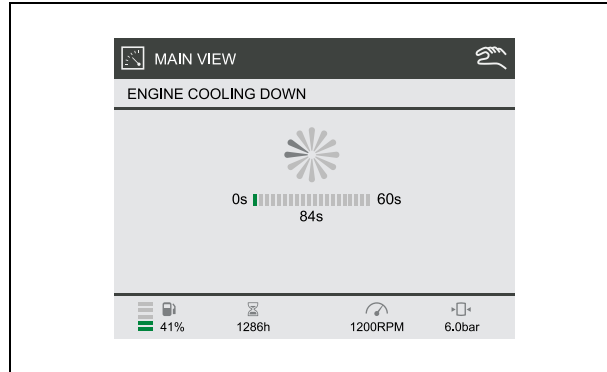 MAIN VIEW
ENGINE COOLING DOWN
0s 60s
84s
41% 1286h 1200RPM 6.0bar